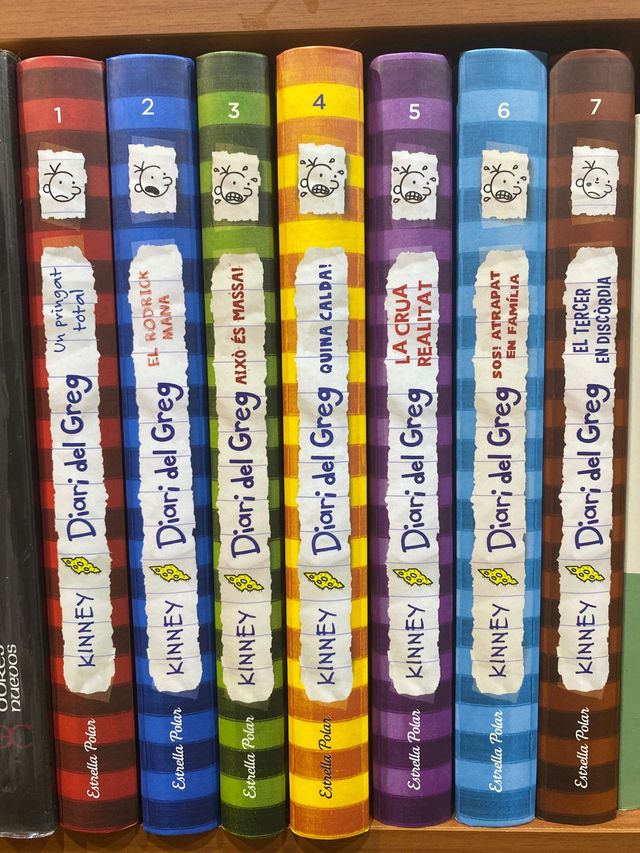 ORES
NUEVOS
1
Un pringat
total
Diari del Greg
KINNEY
Estrella Polar
2
EL RODRICK
MANA
Diari del Greg
KINNEY
Estrella Polar
3
AIXÒ ÉS MASSA!
Diari del Greg
KINNEY
Estrella Polar
4
QUINA CALDA!
Diari del Greg
KINNEY
Estrella Polar
5
LA CRUA
REALITAT
Diari del Greg
KINNEY
Estrella Polar
6
SOS! ATRAPAT
EN FAMÍLIA
Diari del Greg
KINNEY
Estrella Polar
7
EL TERCER
EN DISCÒRDIA
Diari del Greg
KINNEY
Estrella Polar